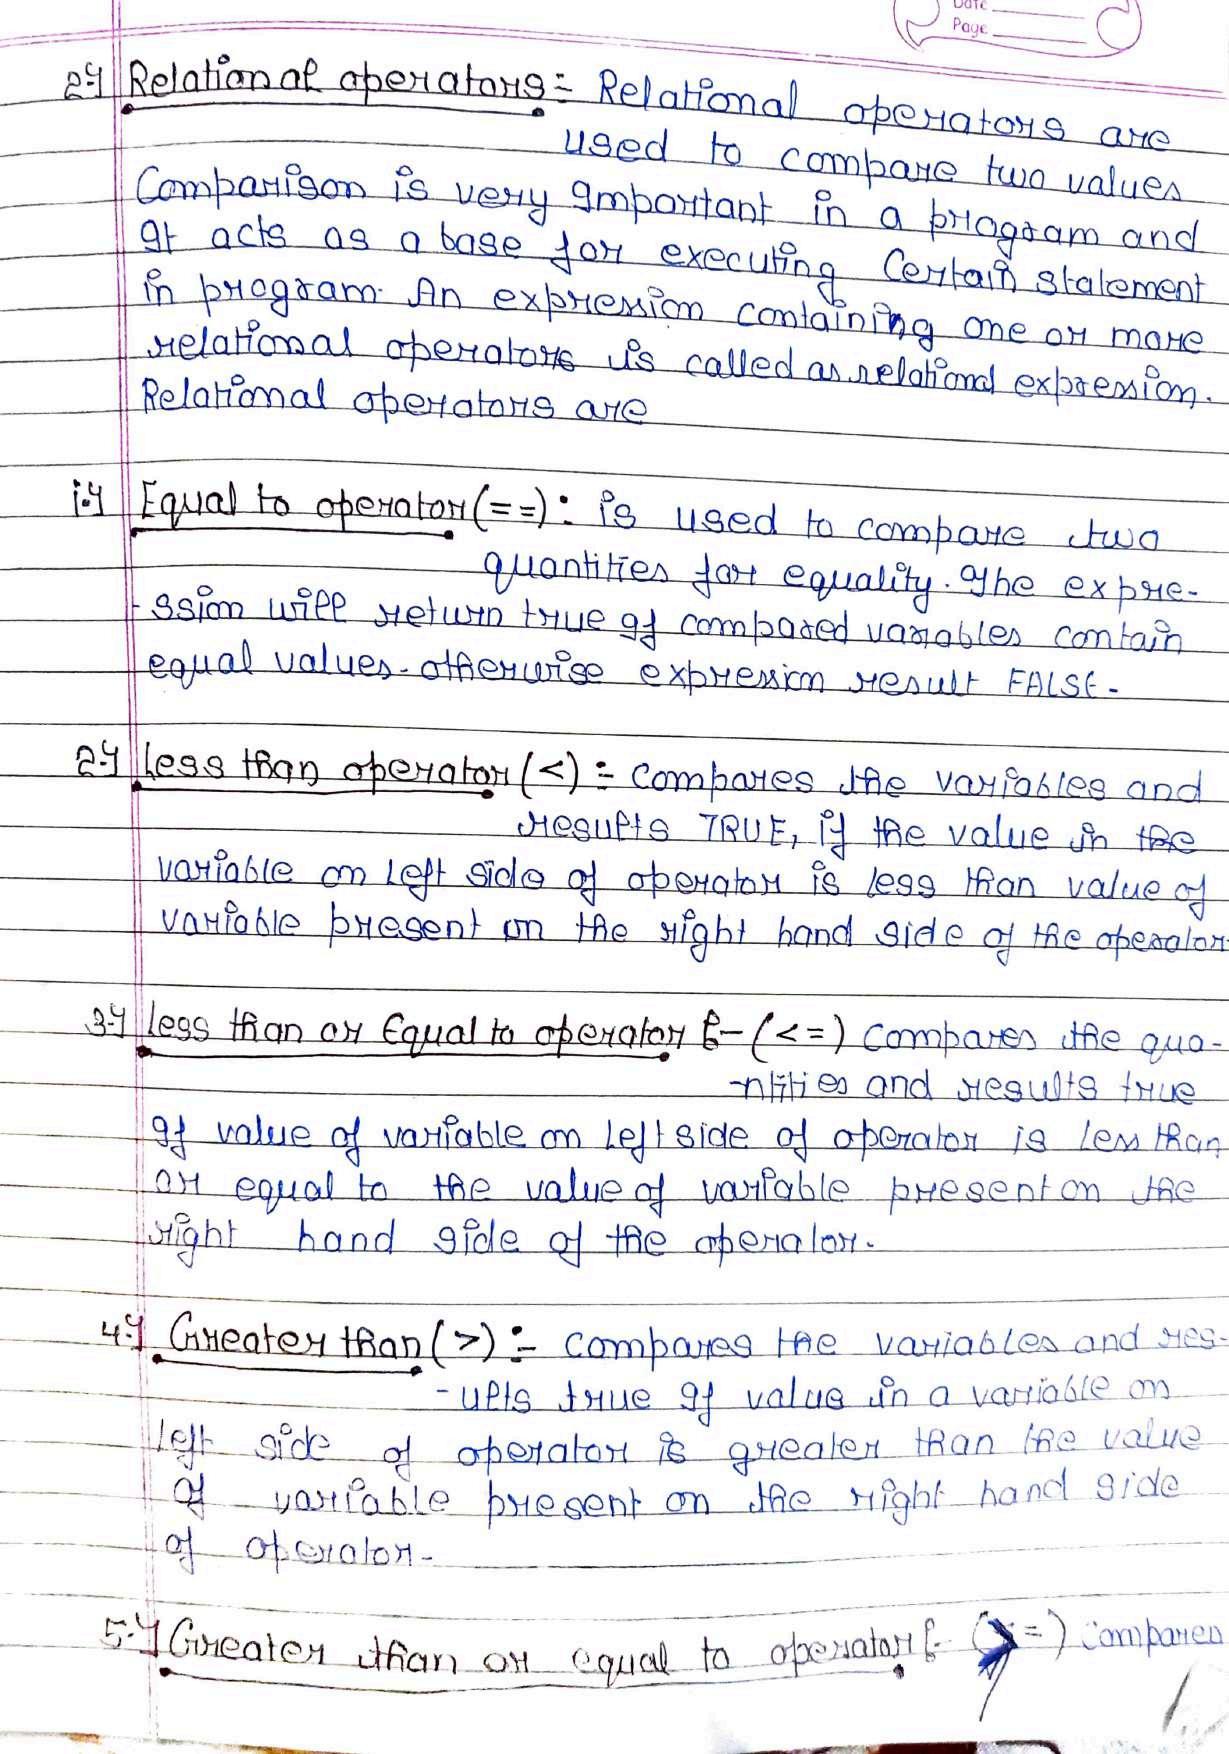 Date
Page
2.) Relational operators:- Relational operators are
used to compare two values
Comparison is very Important in a program and
It acts as a base for executing Certain statement
in program. An expression containing one or more
relational operators is called as relational expression.
Relational operators are
1.) Equal to operator (==): is used to compare two
quantities for equality. The expre-
-ssion will return true If compared variables contain
equal values. otherwise expression result FALSE.
2.) Less than operator (<) :- compares the variables and
results TRUE, if the value in the
variable on left side of operator is less than value of
variable present on the right hand side of the operator
3.) Less than or Equal to operator :- (<=) compares the qua-
-ntities and results true
If value of variable on left side of operator is less than
or equal to the value of variable present on the
right hand side of the operator.
4.) Greater than (>) :- compares the variables and res-
-ults true If value in a variable on
left side of operator is greater than the value
of variable present on the right hand side
of operator.
5.) Greater than or equal to operator :- (>=) compares